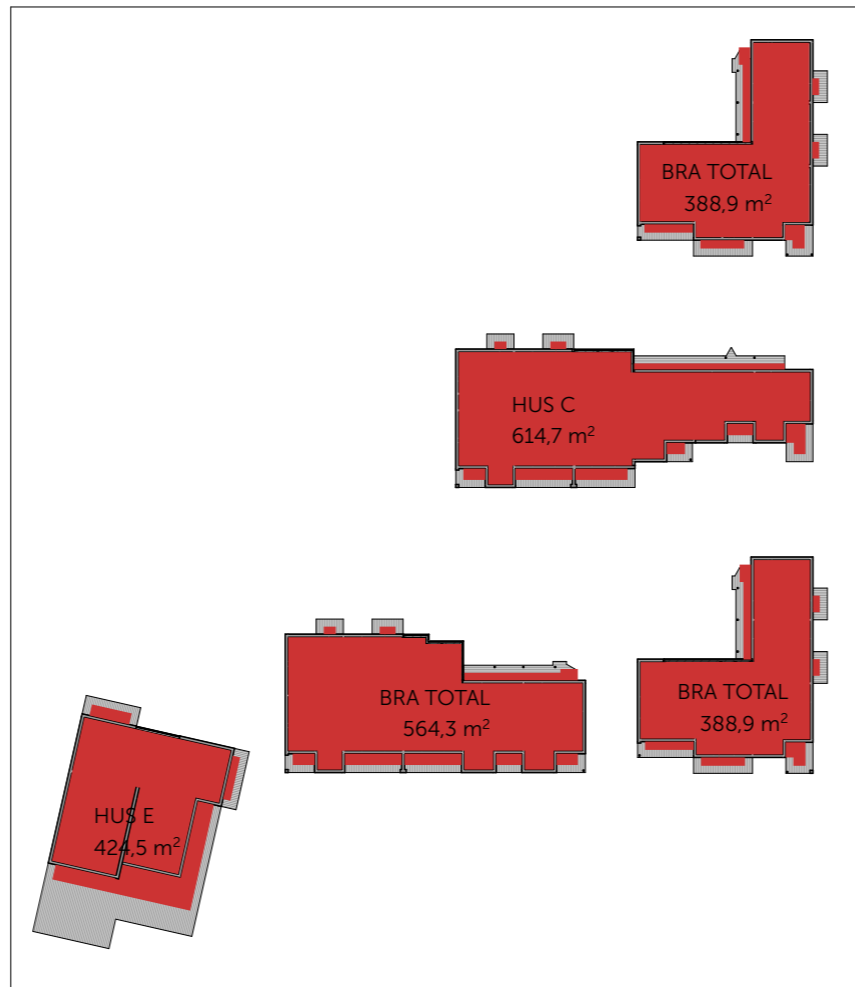 BRA TOTAL
388,9 m²
HUS C
614,7 m²
BRA TOTAL
564,3 m²
BRA TOTAL
388,9 m²
HUS E
424,5 m²